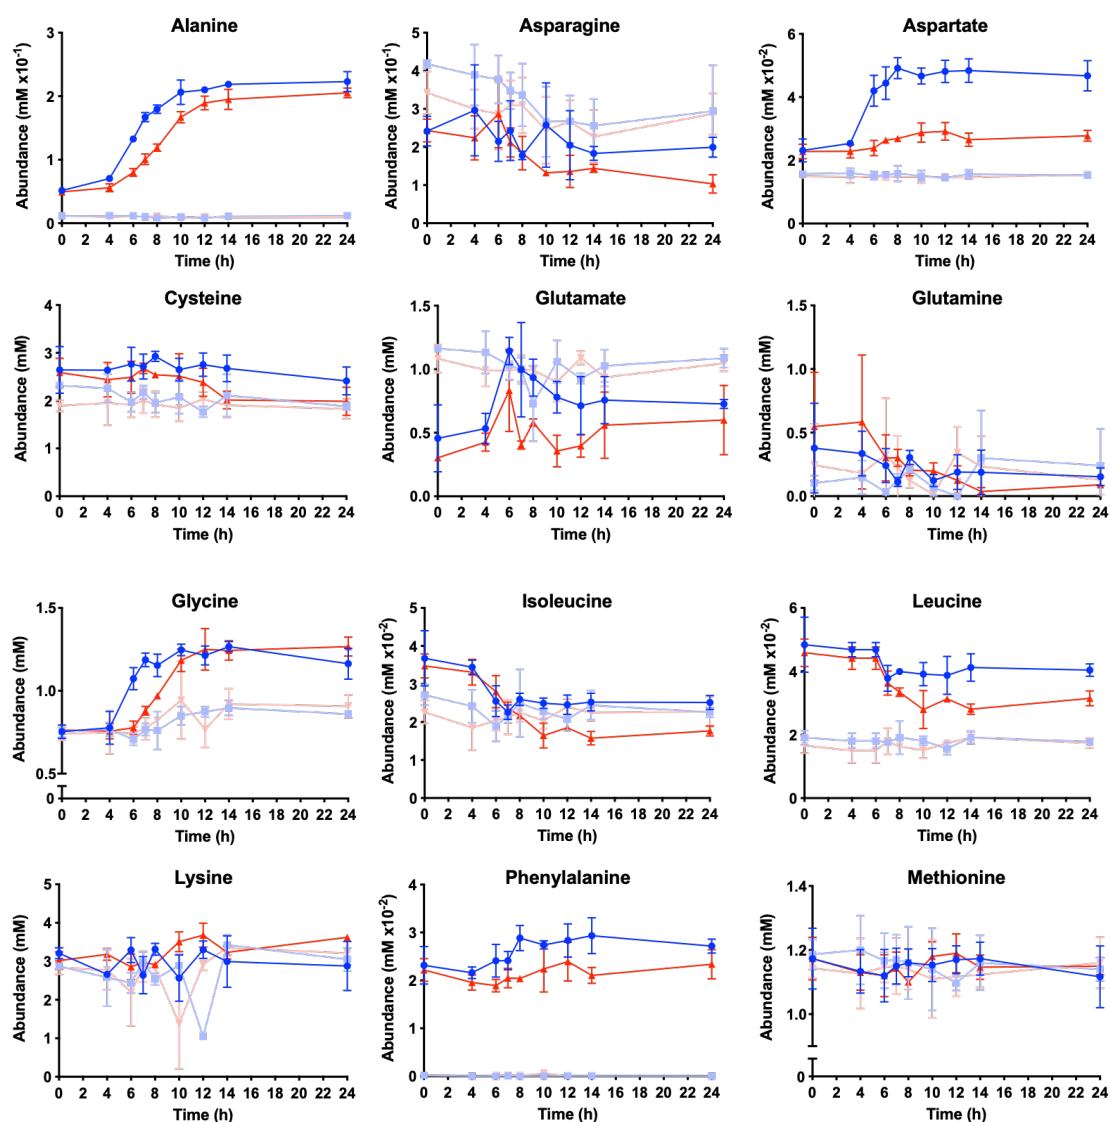 Alanine
Abundance (mM x10⁻¹)
3
2
1
0
0 2 4 6 8 10 12 14 16 18 20 22 24
Time (h)
Asparagine
Abundance (mM x10⁻²)
5
4
3
2
1
0
0 2 4 6 8 10 12 14 16 18 20 22 24
Time (h)
Aspartate
Abundance (mM x10⁻²)
6
4
2
0
0 2 4 6 8 10 12 14 16 18 20 22 24
Time (h)
Cysteine
Abundance (mM)
4
3
2
1
0
0 2 4 6 8 10 12 14 16 18 20 22 24
Time (h)
Glutamate
Abundance (mM)
1.5
1.0
0.5
0.0
0 2 4 6 8 10 12 14 16 18 20 22 24
Time (h)
Glutamine
Abundance (mM)
1.5
1.0
0.5
0.0
0 2 4 6 8 10 12 14 16 18 20 22 24
Time (h)
Glycine
Abundance (mM)
1.5
1.0
0.5
0
0 2 4 6 8 10 12 14 16 18 20 22 24
Time (h)
Isoleucine
Abundance (mM x10⁻²)
5
4
3
2
1
0
0 2 4 6 8 10 12 14 16 18 20 22 24
Time (h)
Leucine
Abundance (mM x10⁻²)
6
4
2
0
0 2 4 6 8 10 12 14 16 18 20 22 24
Time (h)
Lysine
Abundance (mM)
5
4
3
2
1
0
0 2 4 6 8 10 12 14 16 18 20 22 24
Time (h)
Phenylalanine
Abundance (mM x10⁻²)
4
3
2
1
0
0 2 4 6 8 10 12 14 16 18 20 22 24
Time (h)
Methionine
Abundance (mM)
1.4
1.2
1.0
0
0 2 4 6 8 10 12 14 16 18 20 22 24
Time (h)